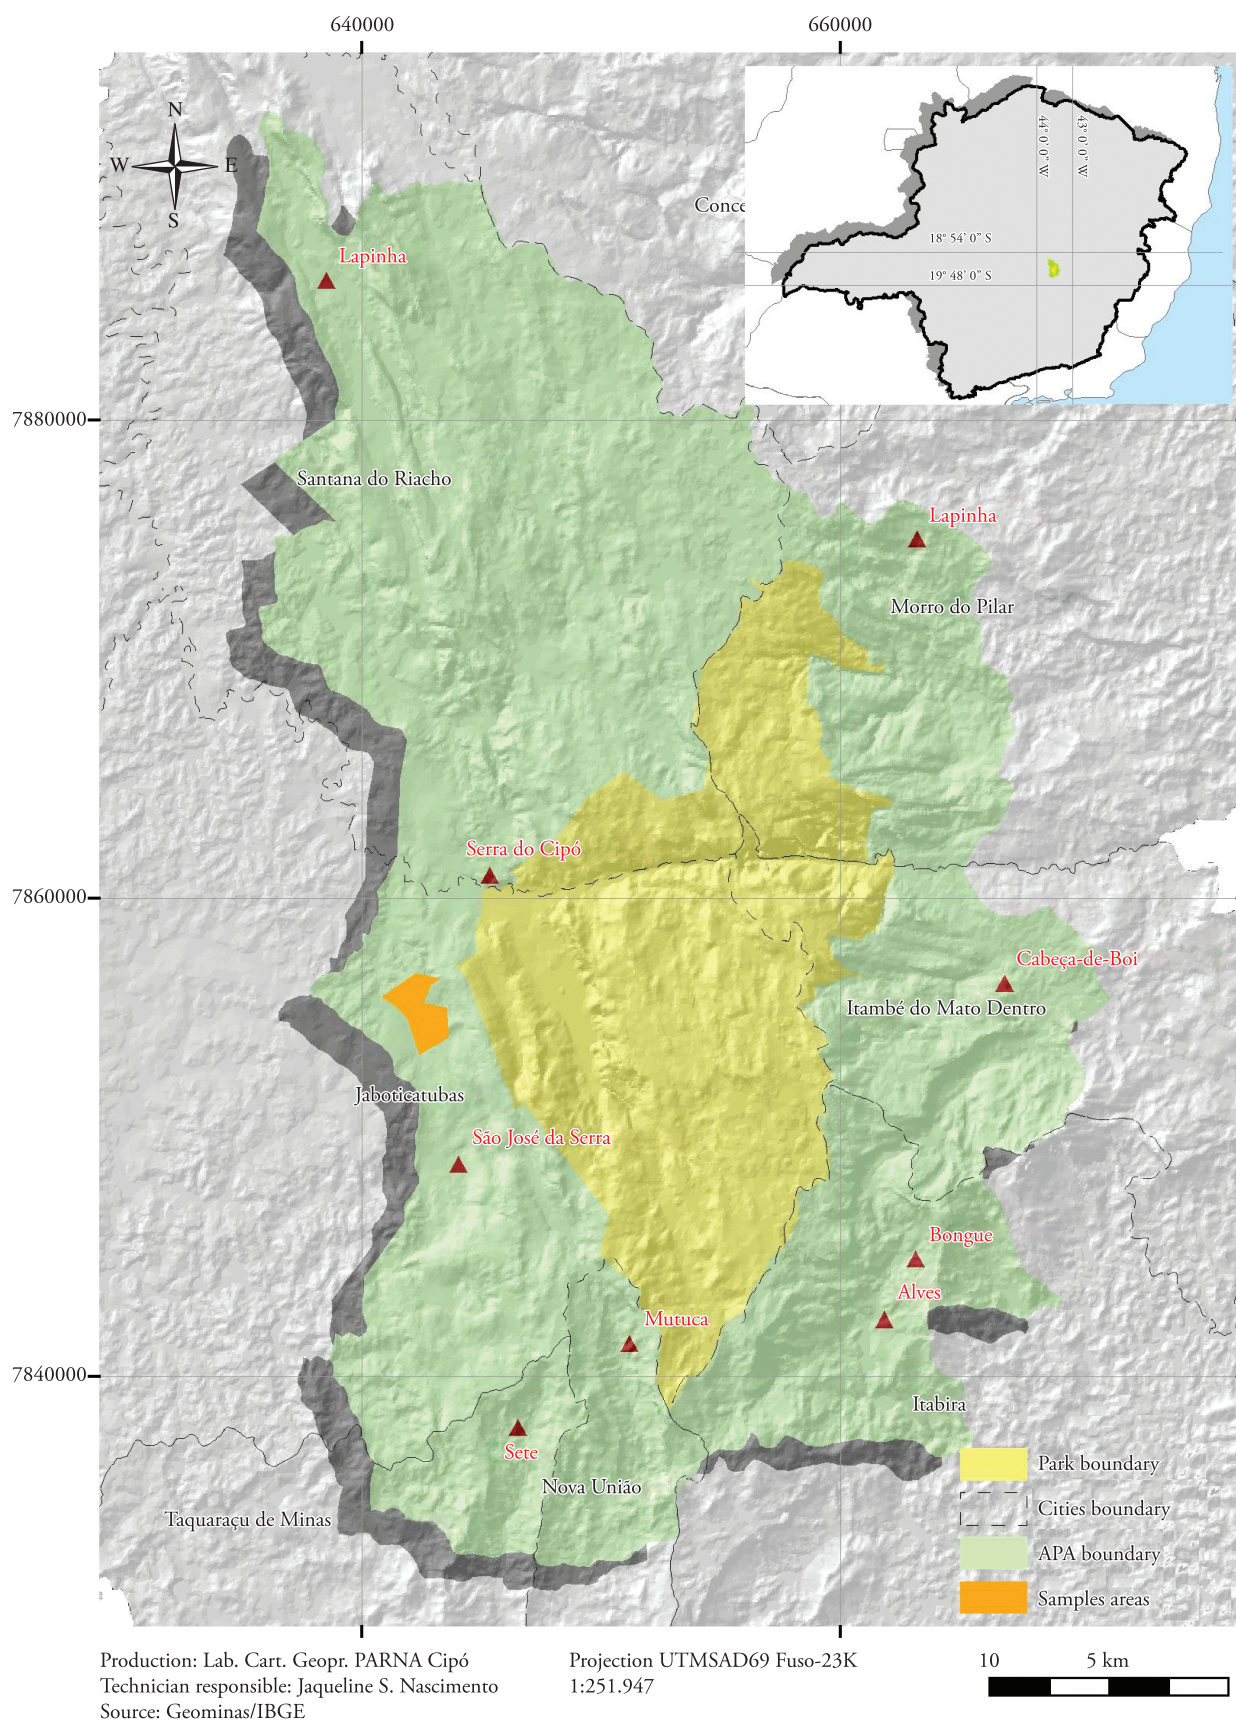 640000
660000
N
W
E
S
44° 0' 0" W
43° 0' 0" W
18° 54' 0" S
19° 48' 0" S
Conce
Lapinha
7880000
Santana do Riacho
Lapinha
Morro do Pilar
Serra do Cipó
7860000
Cabeça-de-Boi
Itambé do Mato Dentro
Jaboticatubas
São José da Serra
Bongue
Alves
Mutuca
7840000
Itabira
Sete
Nova União
Taquaraçu de Minas
Park boundary
Cities boundary
APA boundary
Samples areas
Production: Lab. Cart. Geopr. PARNA Cipó
Technician responsible: Jaqueline S. Nascimento
Source: Geominas/IBGE
Projection UTMSAD69 Fuso-23K
1:251.947
10
5 km